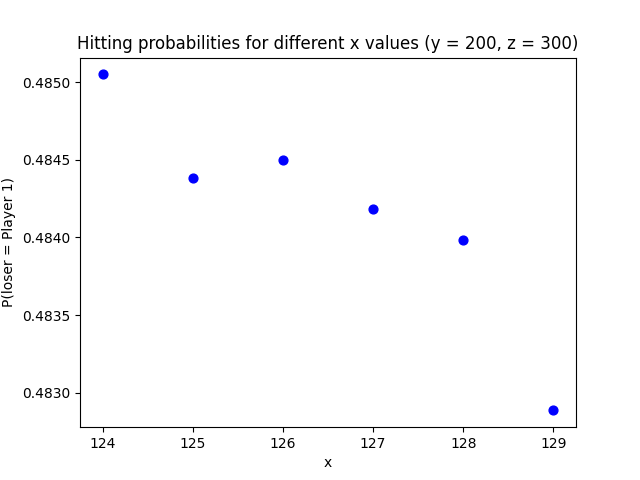 Hitting probabilities for different x values (y = 200, z = 300)
P(loser = Player 1)
0.4850
0.4845
0.4840
0.4835
0.4830
124 125 126 127 128 129
x